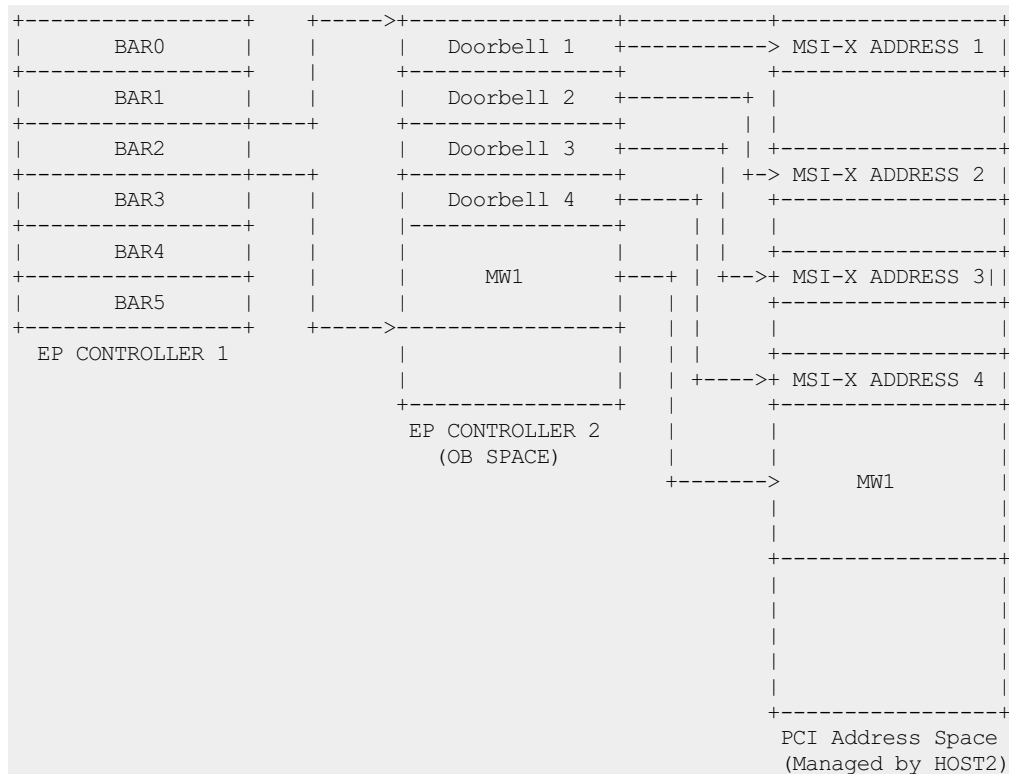 BAR0 Doorbell 1 MSI-X ADDRESS 1
BAR1 Doorbell 2
BAR2 Doorbell 3
MSI-X ADDRESS 2
BAR3 Doorbell 4
BAR4
MW1 MSI-X ADDRESS 3
BAR5
EP CONTROLLER 1
MSI-X ADDRESS 4
EP CONTROLLER 2
(OB SPACE)
MW1
PCI Address Space
(Managed by HOST2)